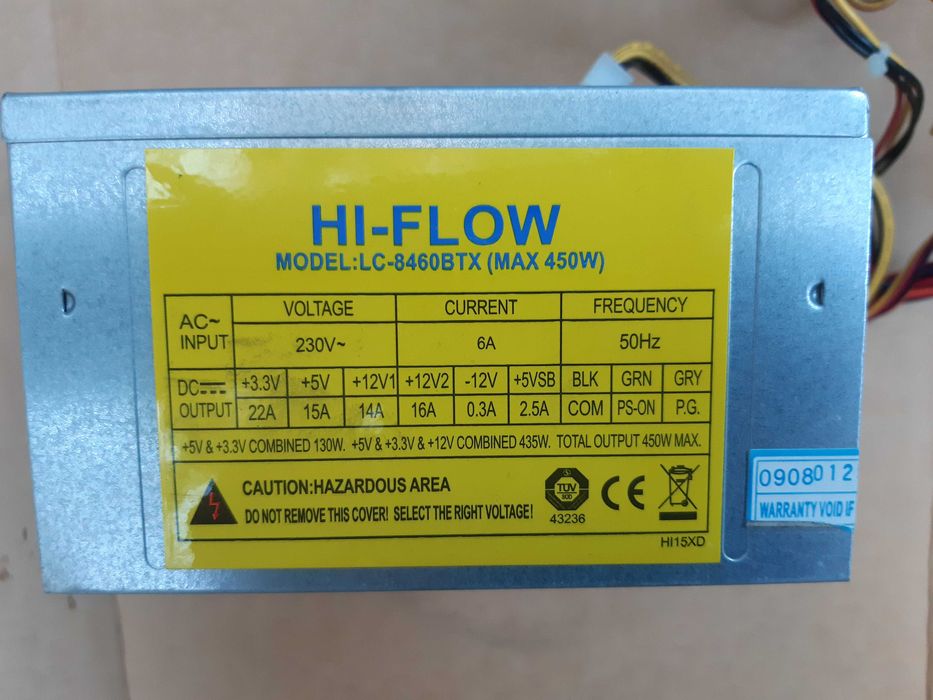 HI-FLOW
MODEL:LC-8460BTX (MAX 450W)
AC~ INPUT VOLTAGE CURRENT FREQUENCY
230V~ 6A 50Hz
DC OUTPUT +3.3V +5V +12V1 +12V2 -12V +5VSB BLK GRN GRY
22A 15A 14A 16A 0.3A 2.5A COM PS-ON P.G.
+5V & +3.3V COMBINED 130W. +5V & +3.3V & +12V COMBINED 435W. TOTAL OUTPUT 450W MAX.
CAUTION:HAZARDOUS AREA
DO NOT REMOVE THIS COVER! SELECT THE RIGHT VOLTAGE!
TUV
43236
CE
HI15XD
0908012
WARRANTY VOID IF